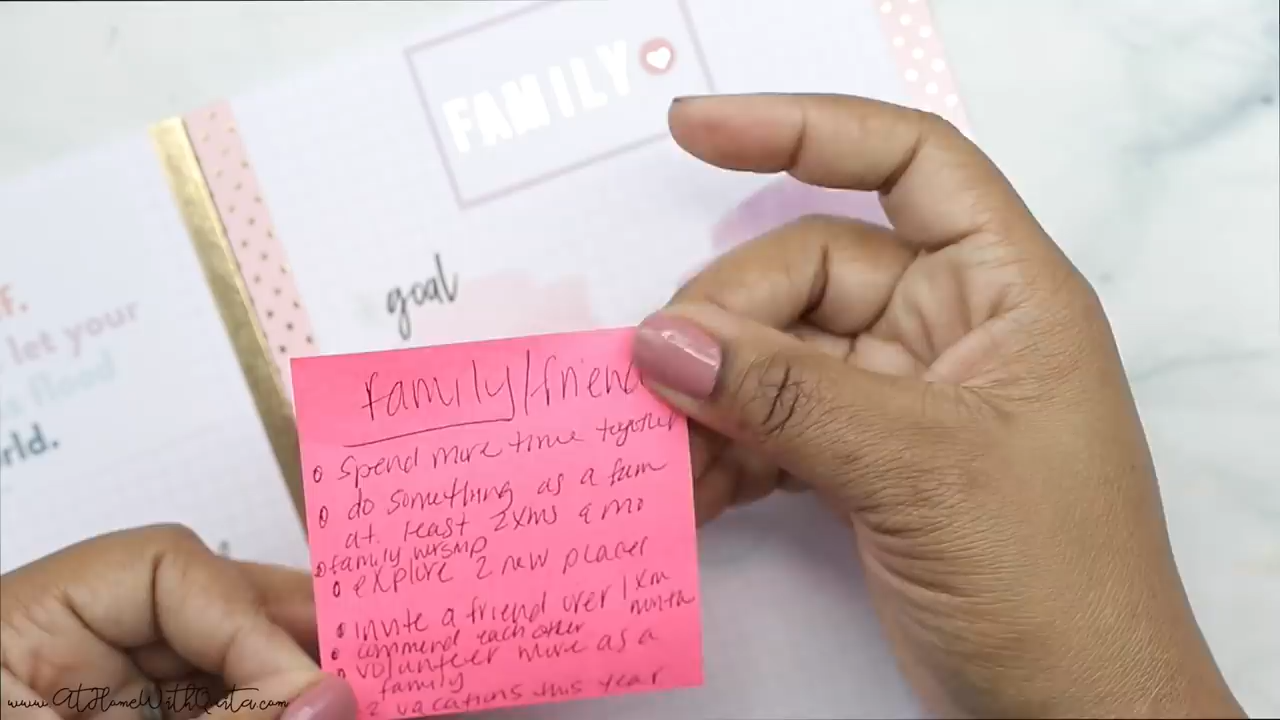 FAMILY
F.
let your
flood
rld.
goal
family/friend
spend more time together
do something as a fam
at least 2xms a mo
family worship
explore 2 new places
invite a friend over 1xm
month
commend each other
volunteer more as a
family
2 vacations this year
www.AtHomeWithQuita.com